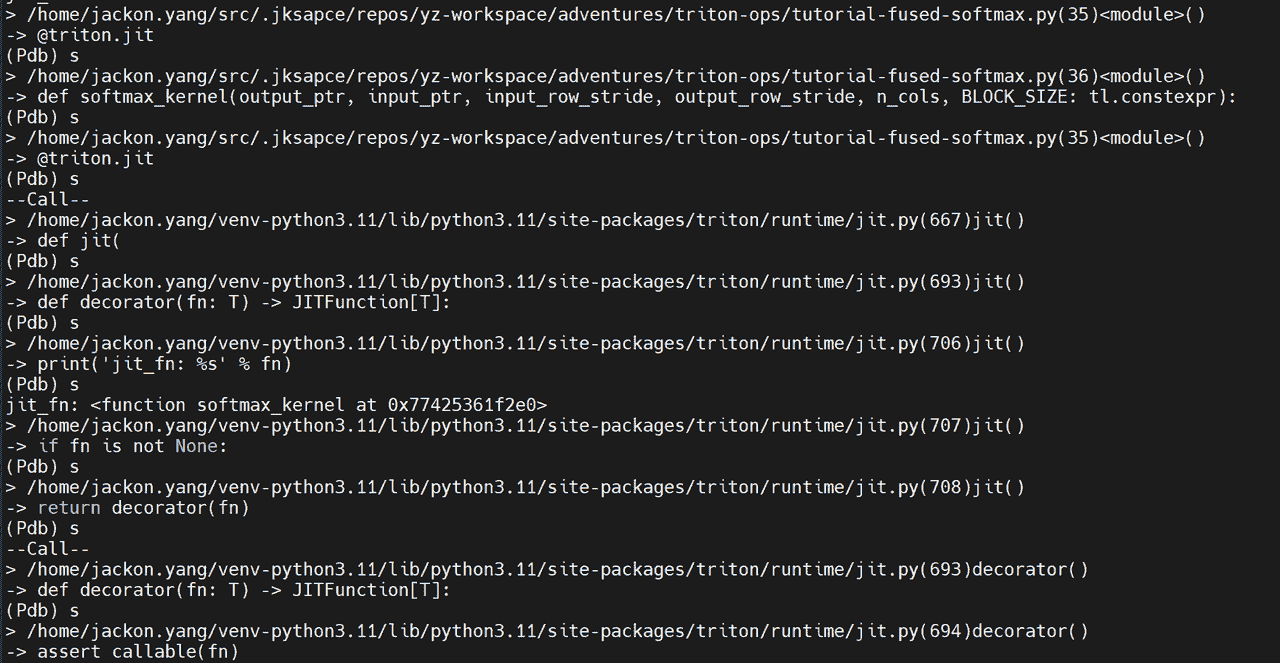 > /home/jackon.yang/src/.jksapce/repos/yz-workspace/adventures/triton-ops/tutorial-fused-softmax.py(35)<module>()
-> @triton.jit
(Pdb) s
> /home/jackon.yang/src/.jksapce/repos/yz-workspace/adventures/triton-ops/tutorial-fused-softmax.py(36)<module>()
-> def softmax_kernel(output_ptr, input_ptr, input_row_stride, output_row_stride, n_cols, BLOCK_SIZE: tl.constexpr):
(Pdb) s
> /home/jackon.yang/src/.jksapce/repos/yz-workspace/adventures/triton-ops/tutorial-fused-softmax.py(35)<module>()
-> @triton.jit
(Pdb) s
--Call--
> /home/jackon.yang/venv-python3.11/lib/python3.11/site-packages/triton/runtime/jit.py(667)jit()
-> def jit(
(Pdb) s
> /home/jackon.yang/venv-python3.11/lib/python3.11/site-packages/triton/runtime/jit.py(693)jit()
-> def decorator(fn: T) -> JITFunction[T]:
(Pdb) s
> /home/jackon.yang/venv-python3.11/lib/python3.11/site-packages/triton/runtime/jit.py(706)jit()
-> print('jit_fn: %s' % fn)
(Pdb) s
jit_fn: <function softmax_kernel at 0x77425361f2e0>
> /home/jackon.yang/venv-python3.11/lib/python3.11/site-packages/triton/runtime/jit.py(707)jit()
-> if fn is not None:
(Pdb) s
> /home/jackon.yang/venv-python3.11/lib/python3.11/site-packages/triton/runtime/jit.py(708)jit()
-> return decorator(fn)
(Pdb) s
--Call--
> /home/jackon.yang/venv-python3.11/lib/python3.11/site-packages/triton/runtime/jit.py(693)decorator()
-> def decorator(fn: T) -> JITFunction[T]:
(Pdb) s
> /home/jackon.yang/venv-python3.11/lib/python3.11/site-packages/triton/runtime/jit.py(694)decorator()
-> assert callable(fn)